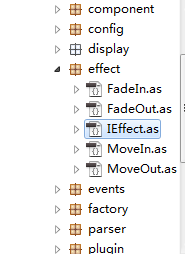 component
config
display
effect
FadeIn.as
FadeOut.as
IEffect.as
MoveIn.as
MoveOut.as
events
factory
parser
plugin